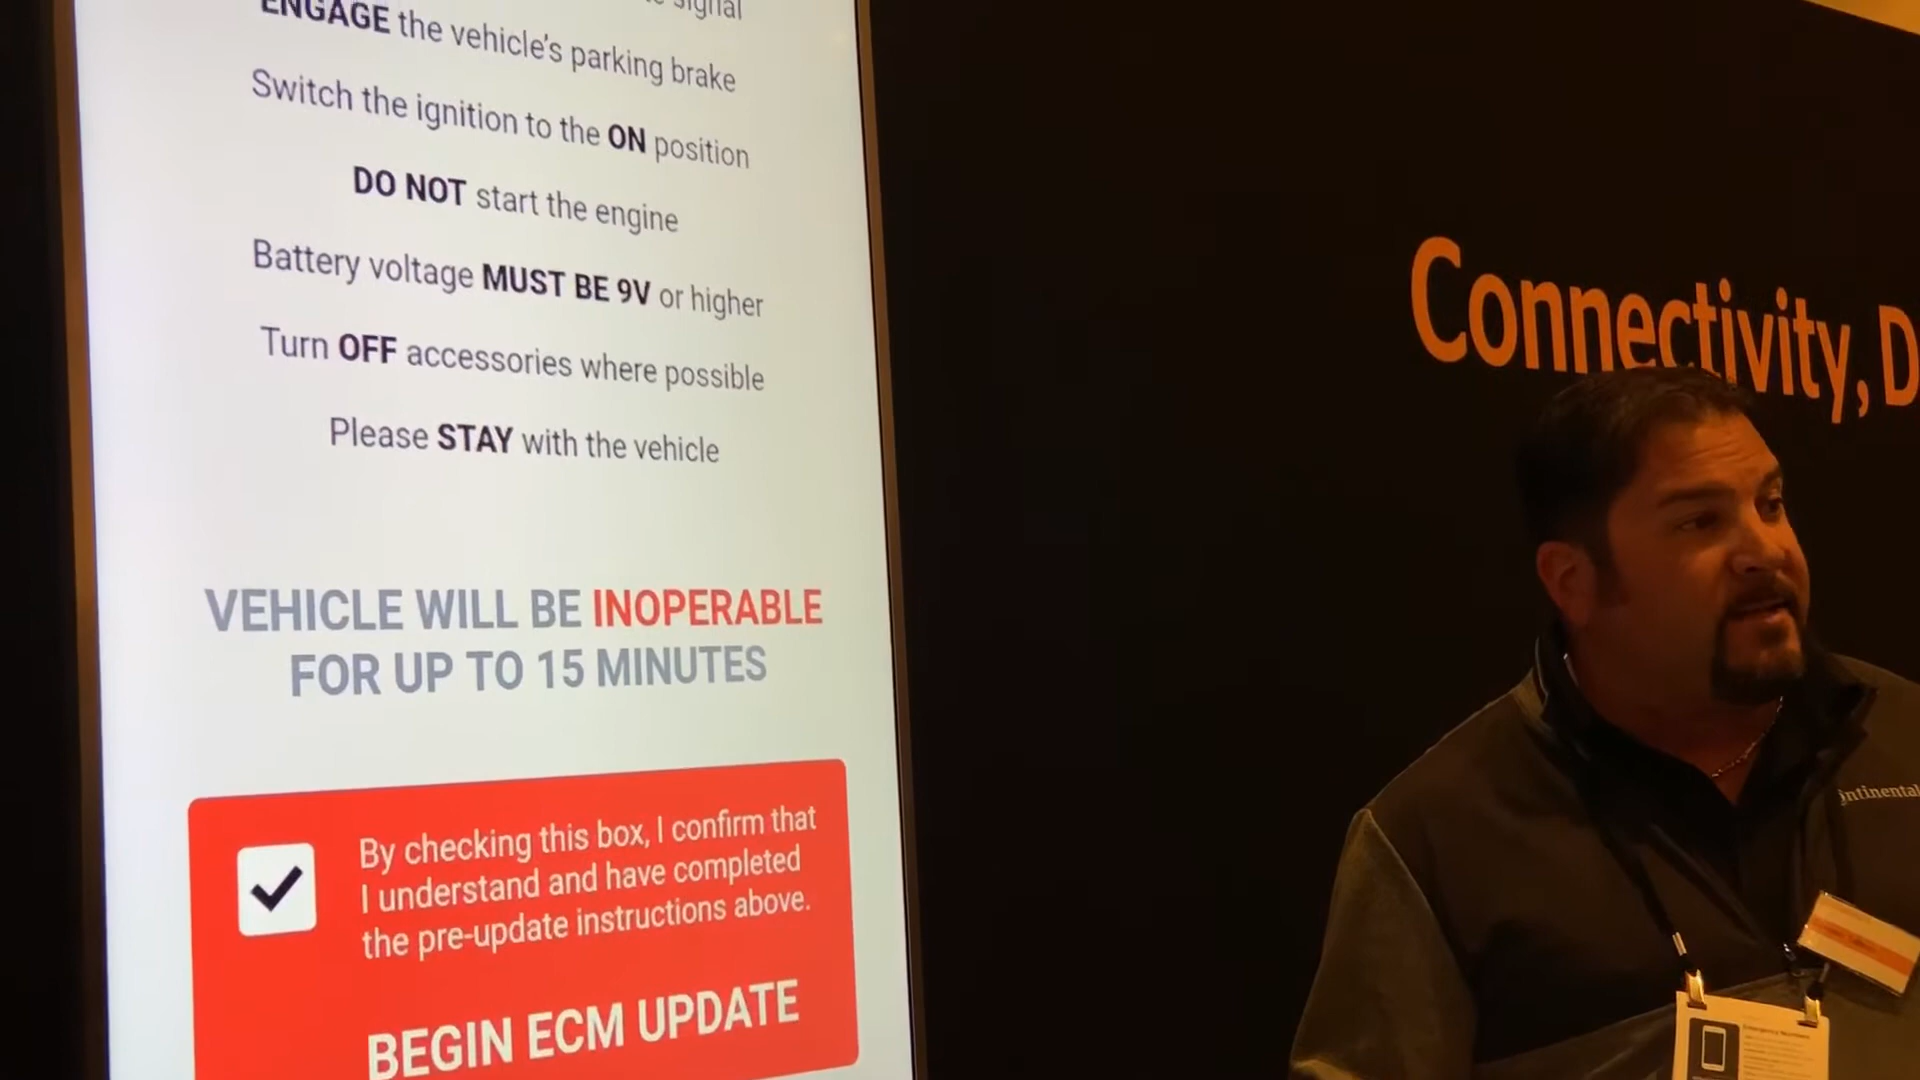 signal
ENGAGE the vehicle's parking brake
Switch the ignition to the ON position
DO NOT start the engine
Battery voltage MUST BE 9V or higher
Turn OFF accessories where possible
Please STAY with the vehicle
VEHICLE WILL BE INOPERABLE
FOR UP TO 15 MINUTES
By checking this box, I confirm that
I understand and have completed
the pre-update instructions above.
BEGIN ECM UPDATE
Connectivity, D
ontinental